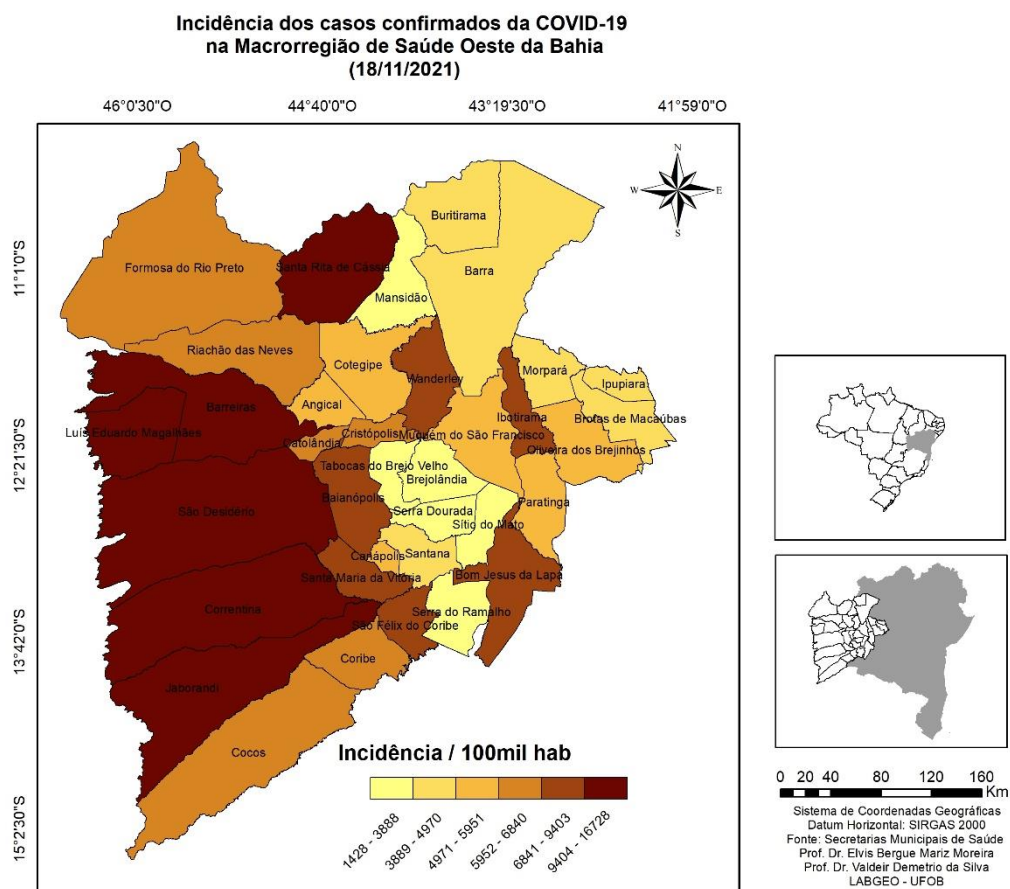 Incidência dos casos confirmados da COVID-19
na Macrorregião de Saúde Oeste da Bahia
(18/11/2021)
46°0'30"O 44°40'0"O 43°19'30"O 41°59'0"O
11°1'0"S
12°21'30"S
13°42'0"S
15°2'30"S
N
W E
S
Buritirama
Formosa do Rio Preto
Santa Rita de Cássia
Barra
Mansidão
Riachão das Neves
Cotegipe
Wanderley
Morpará
Ipupiara
Angical
Barreiras
Ibotirama
Brotas de Macaúbas
Luís Eduardo Magalhães
Catolândia
Cristópolis
Muquém do São Francisco
Oliveira dos Brejinhos
Tabocas do Brejo Velho
Brejolândia
Baianópolis
Paratinga
São Desidério
Serra Dourada
Sítio do Mato
Canápolis
Santana
Santa Maria da Vitória
Bom Jesus da Lapa
Correntina
Serra do Ramalho
São Félix do Coribe
Coribe
Jaborandi
Cocos
Incidência / 100mil hab
1428 - 3888
3889 - 4970
4971 - 5951
5952 - 6840
6841 - 9403
9404 - 16728
0 20 40 80 120 160
Km
Sistema de Coordenadas Geográficas
Datum Horizontal: SIRGAS 2000
Fonte: Secretarias Municipais de Saúde
Prof. Dr. Elvis Bergue Mariz Moreira
Prof. Dr. Valdeir Demetrio da Silva
LABGEO - UFOB